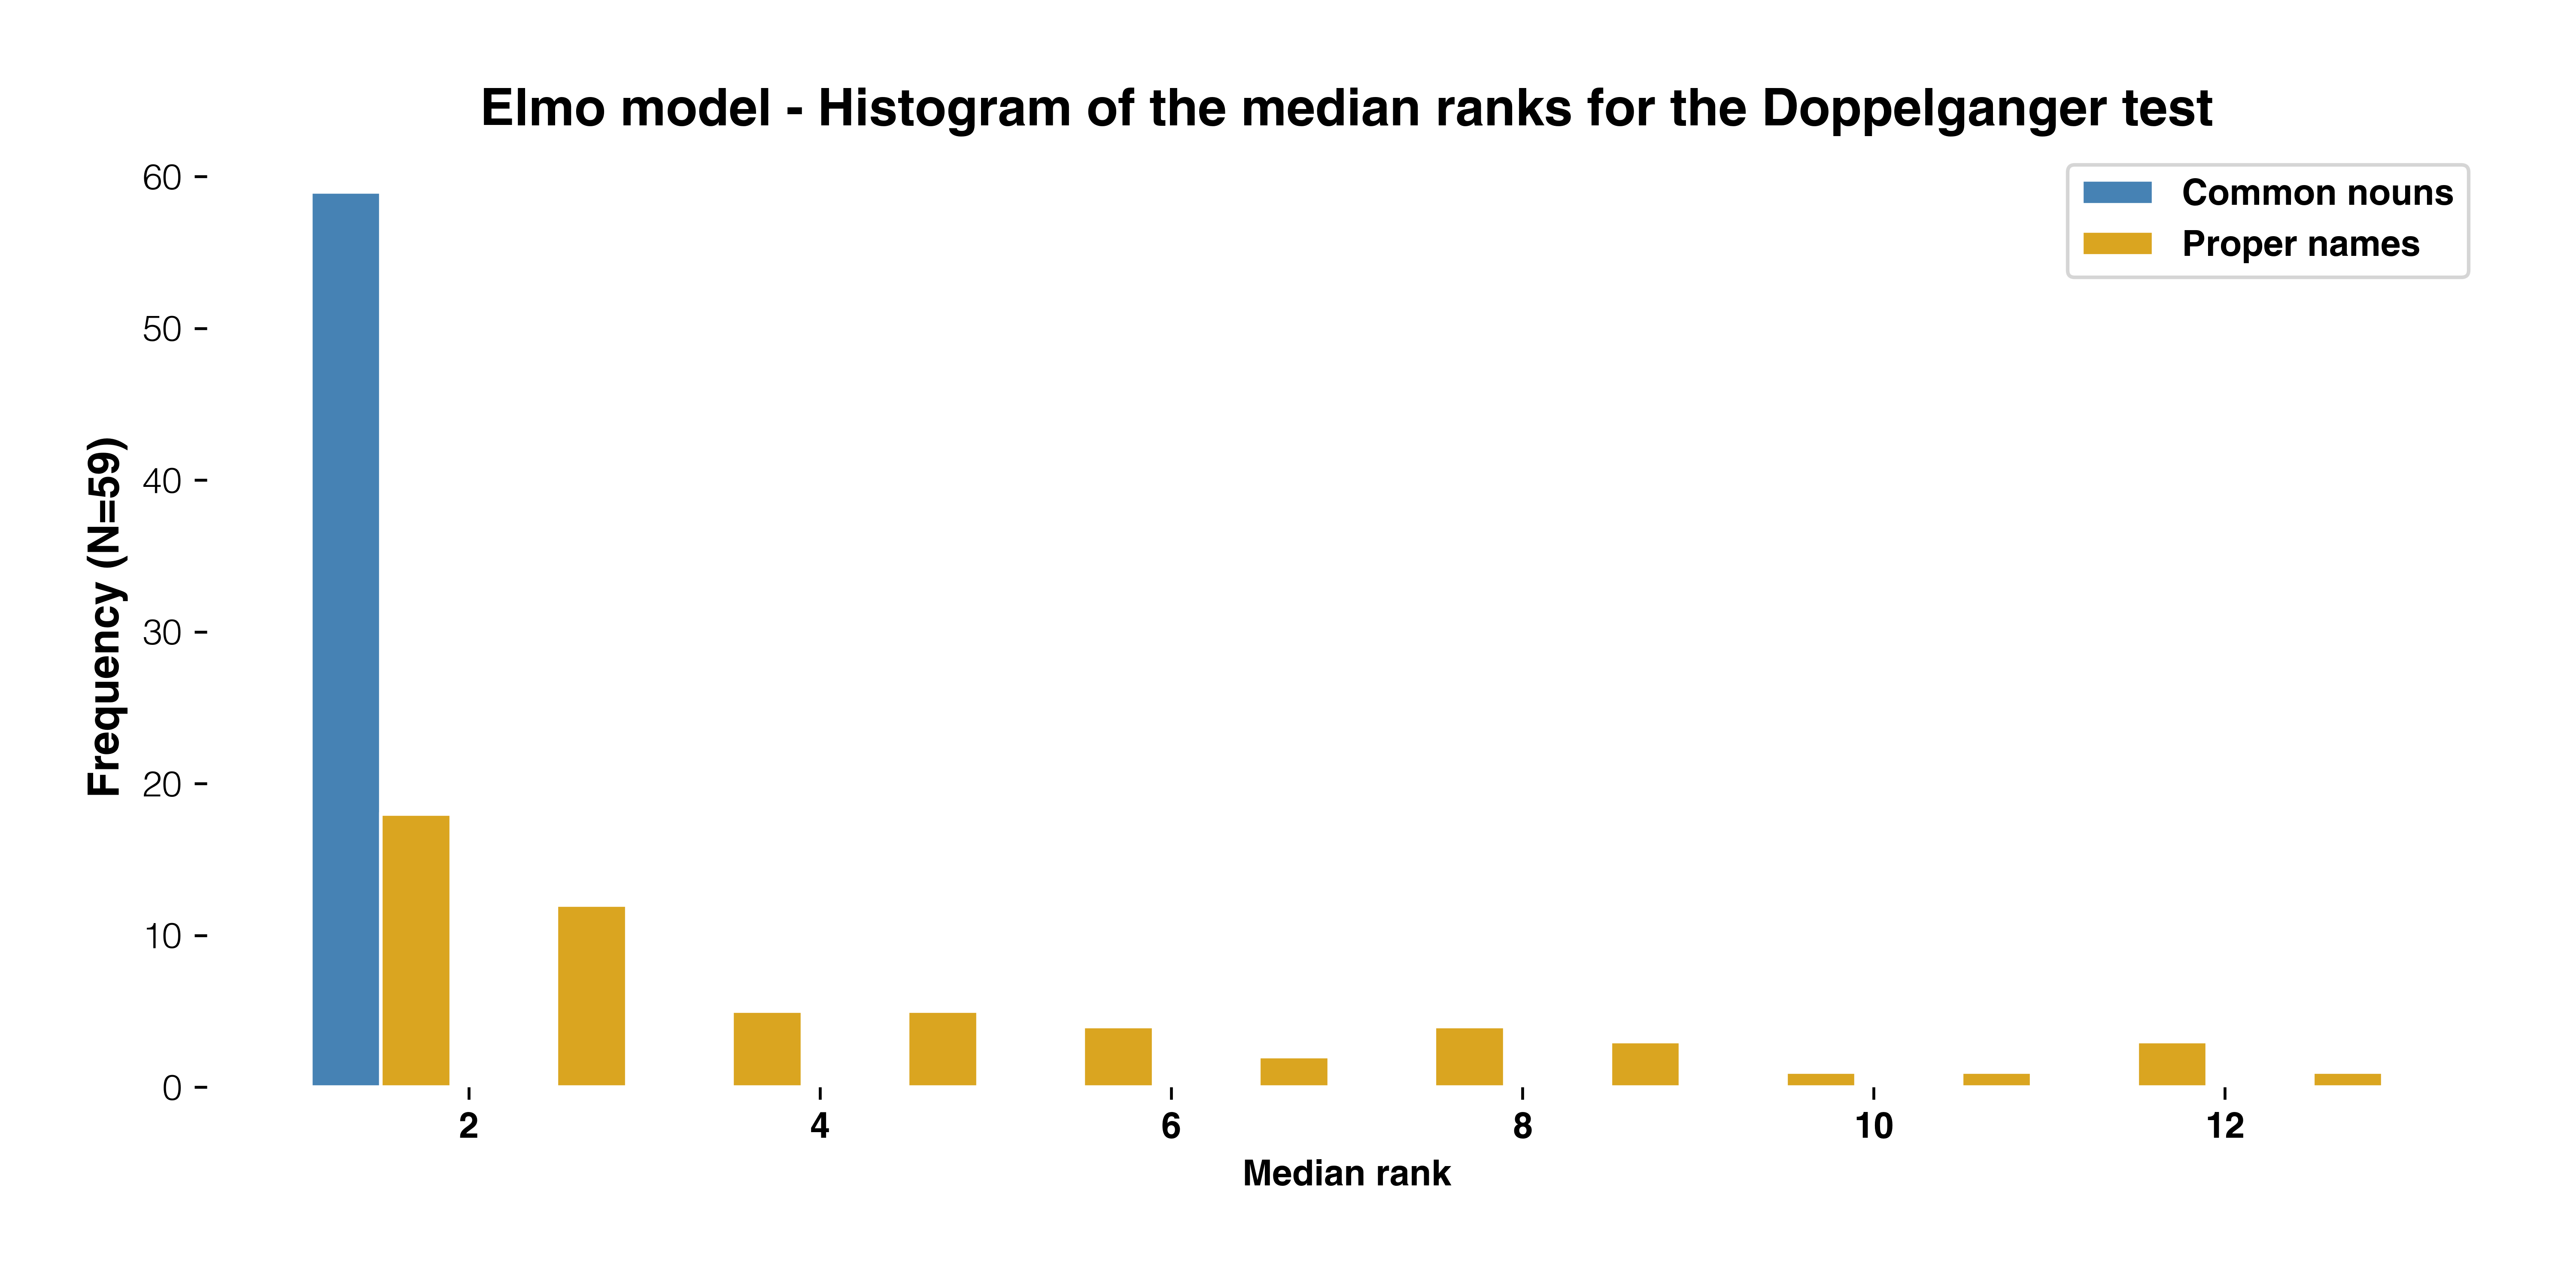 Elmo model - Histogram of the median ranks for the Doppelganger test
Common nouns
Proper names
Frequency (N=59)
60
50
40
30
20
10
0
2 4 6 8 10 12
Median rank